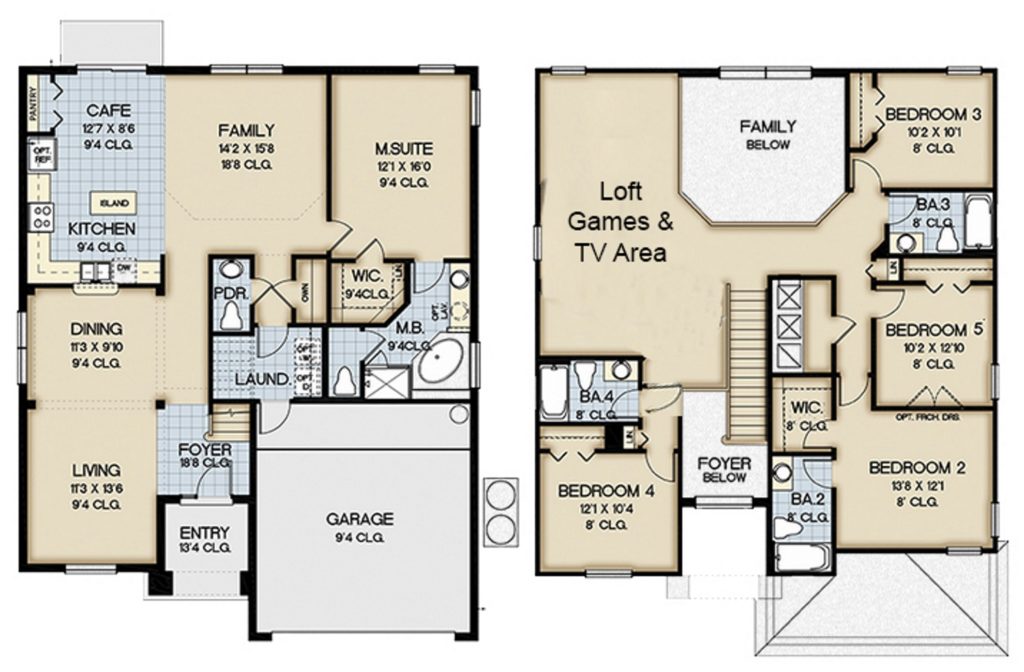 PANTRY
CAFE
12'7 X 8'6
9'4 CLG.
OPT.
REF.
ISLAND
KITCHEN
9'4 CLG.
DW
FAMILY
14'2 X 15'8
18'8 CLG.
M.SUITE
12'1 X 16'0
9'4 CLG.
PDR.
OWN
WIC.
9'4CLG.
LIN
OPT.
LAV.
M.B.
9'4CLG.
DINING
11'3 X 9'10
9'4 CLG.
LAUND.
OPT.
OPT.
LIVING
11'3 X 13'6
9'4 CLG.
FOYER
18'8 CLG.
ENTRY
13'4 CLG.
GARAGE
9'4 CLG.
Loft
Games &
TV Area
FAMILY
BELOW
BEDROOM 3
10'2 X 10'1
8' CLG.
BA.3
8' CLG.
LIN
BEDROOM 5
10'2 X 12'10
8' CLG.
OPT. FRCH. DRS.
BA.4
8' CLG.
LIN
WIC.
8' CLG.
FOYER
BELOW
BEDROOM 4
12'1 X 10'4
8' CLG.
BEDROOM 2
13'8 X 12'1
8' CLG.
BA.2
8' CLG.